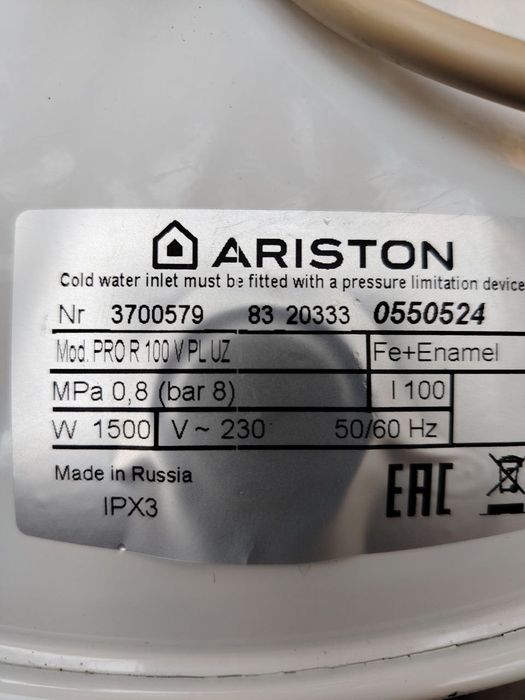 ARISTON
Cold water inlet must be fitted with a pressure limitation device
Nr 3700579 83 20333 0550524
Mod. PRO R 100 V PL UZ Fe+Enamel
MPa 0,8 (bar 8) l 100
W 1500 V ~ 230 50/60 Hz
Made in Russia
IPX3
EAC